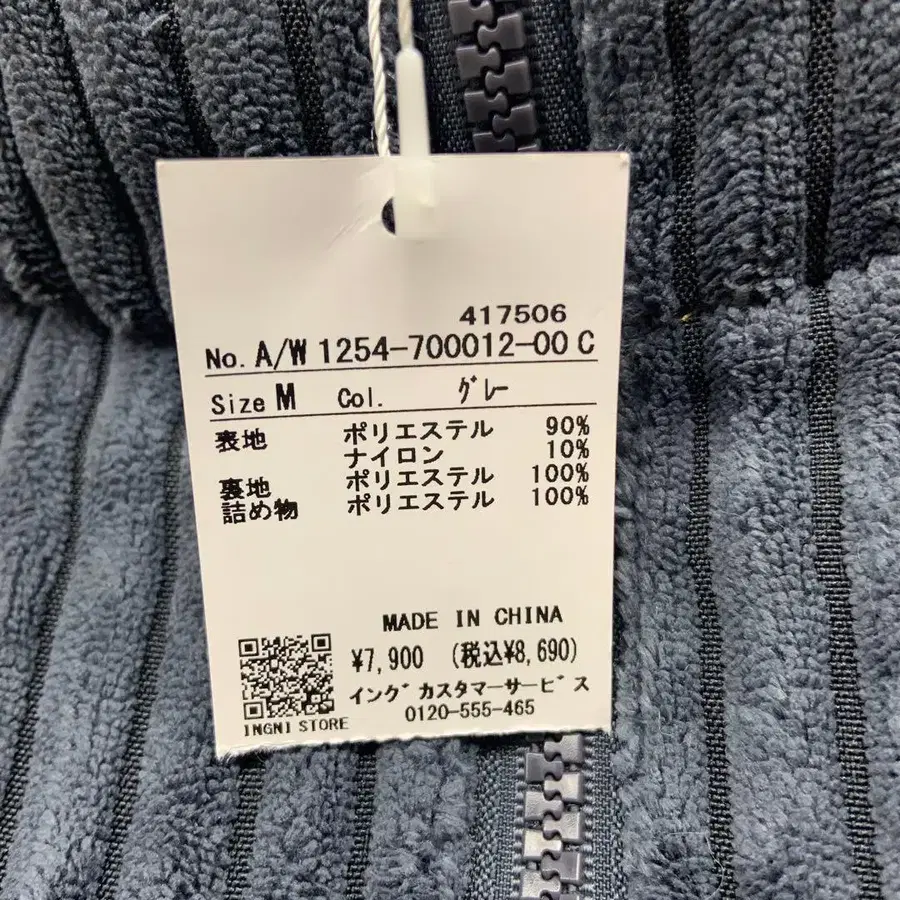 417506
No. A/W 1254-700012-00 C
Size M Col. グレー
表地 ポリエステル 90%
ナイロン 10%
裏地 ポリエステル 100%
詰め物 ポリエステル 100%
MADE IN CHINA
¥7,900 (税込¥8,690)
イング カスタマーサービス
0120-555-465
INGNI STORE